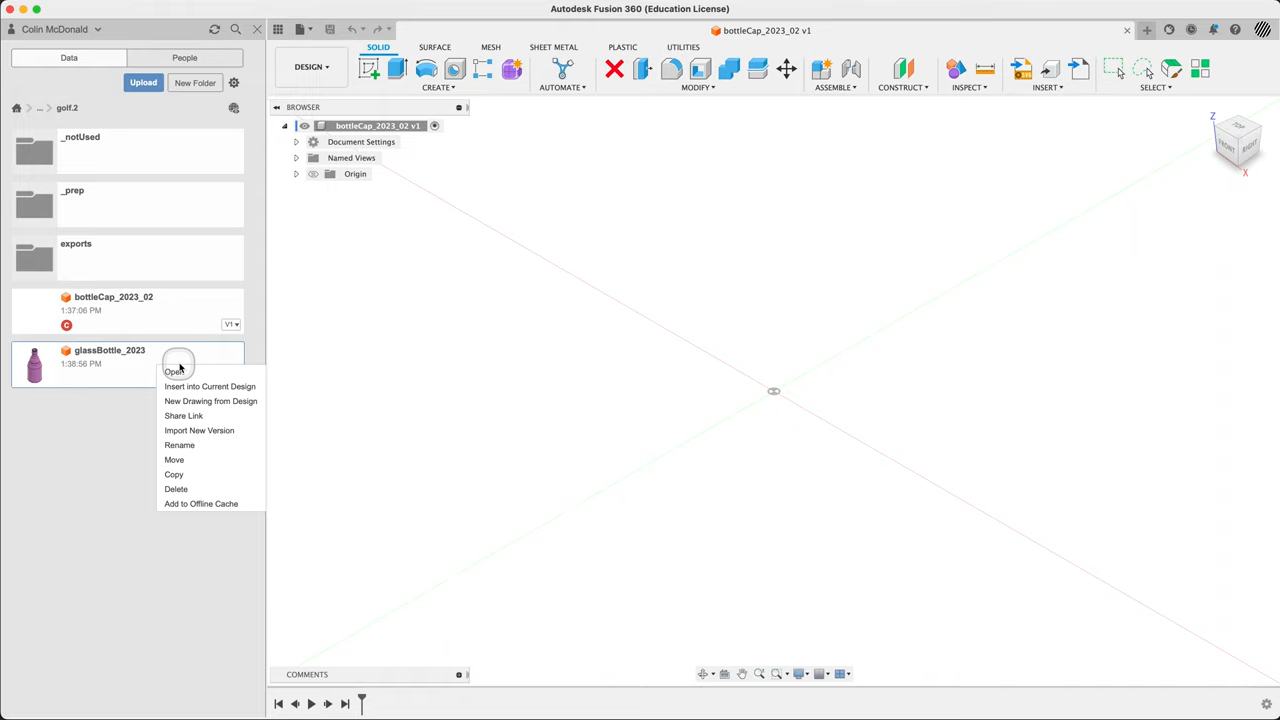 Autodesk Fusion 360 (Education License)
Colin McDonald
bottleCap_2023_02 v1
Data
People
Upload
New Folder
... golf.2
_notUsed
_prep
exports
bottleCap_2023_02
1:37:06 PM
C
V1
glassBottle_2023
1:38:56 PM
Open
Insert into Current Design
New Drawing from Design
Share Link
Import New Version
Rename
Move
Copy
Delete
Add to Offline Cache
SOLID
SURFACE
MESH
SHEET METAL
PLASTIC
UTILITIES
DESIGN
CREATE
AUTOMATE
MODIFY
ASSEMBLE
CONSTRUCT
INSPECT
INSERT
SELECT
BROWSER
bottleCap_2023_02 v1
Document Settings
Named Views
Origin
Z
TOP
FRONT
RIGHT
X
COMMENTS